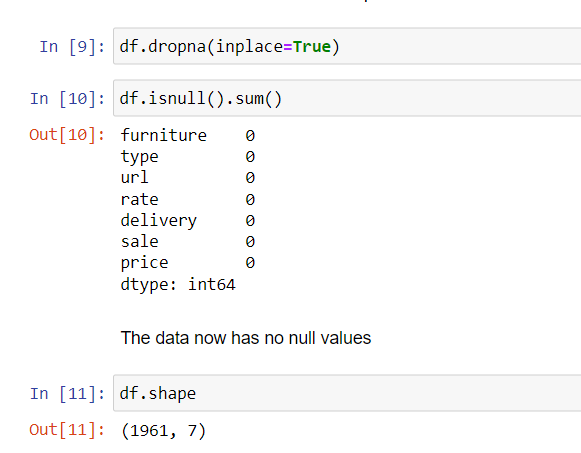 In [9]: df.dropna(inplace=True)
In [10]: df.isnull().sum()
Out[10]: furniture    0
type         0
url          0
rate         0
delivery     0
sale         0
price        0
dtype: int64
The data now has no null values
In [11]: df.shape
Out[11]: (1961, 7)